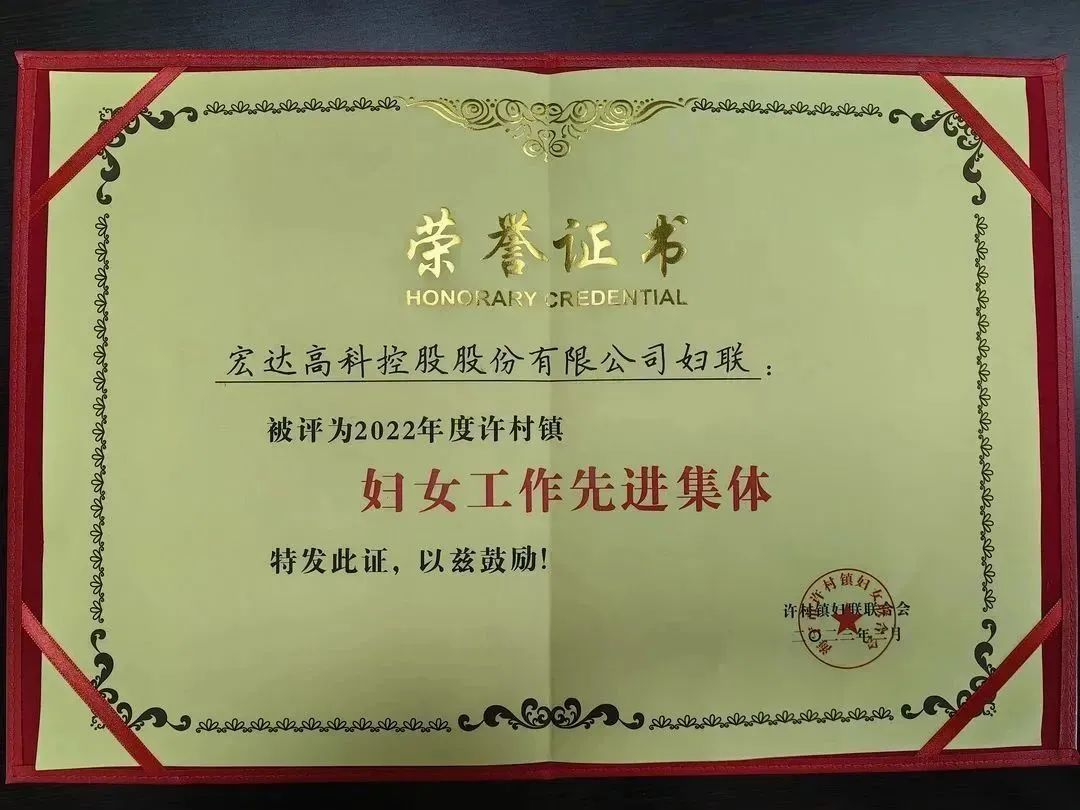 荣誉证书
HONORARY CREDENTIAL
宏达高科控股股份有限公司妇联：
被评为2022年度许村镇
妇女工作先进集体
特发此证，以兹鼓励！
许村镇妇联联合会